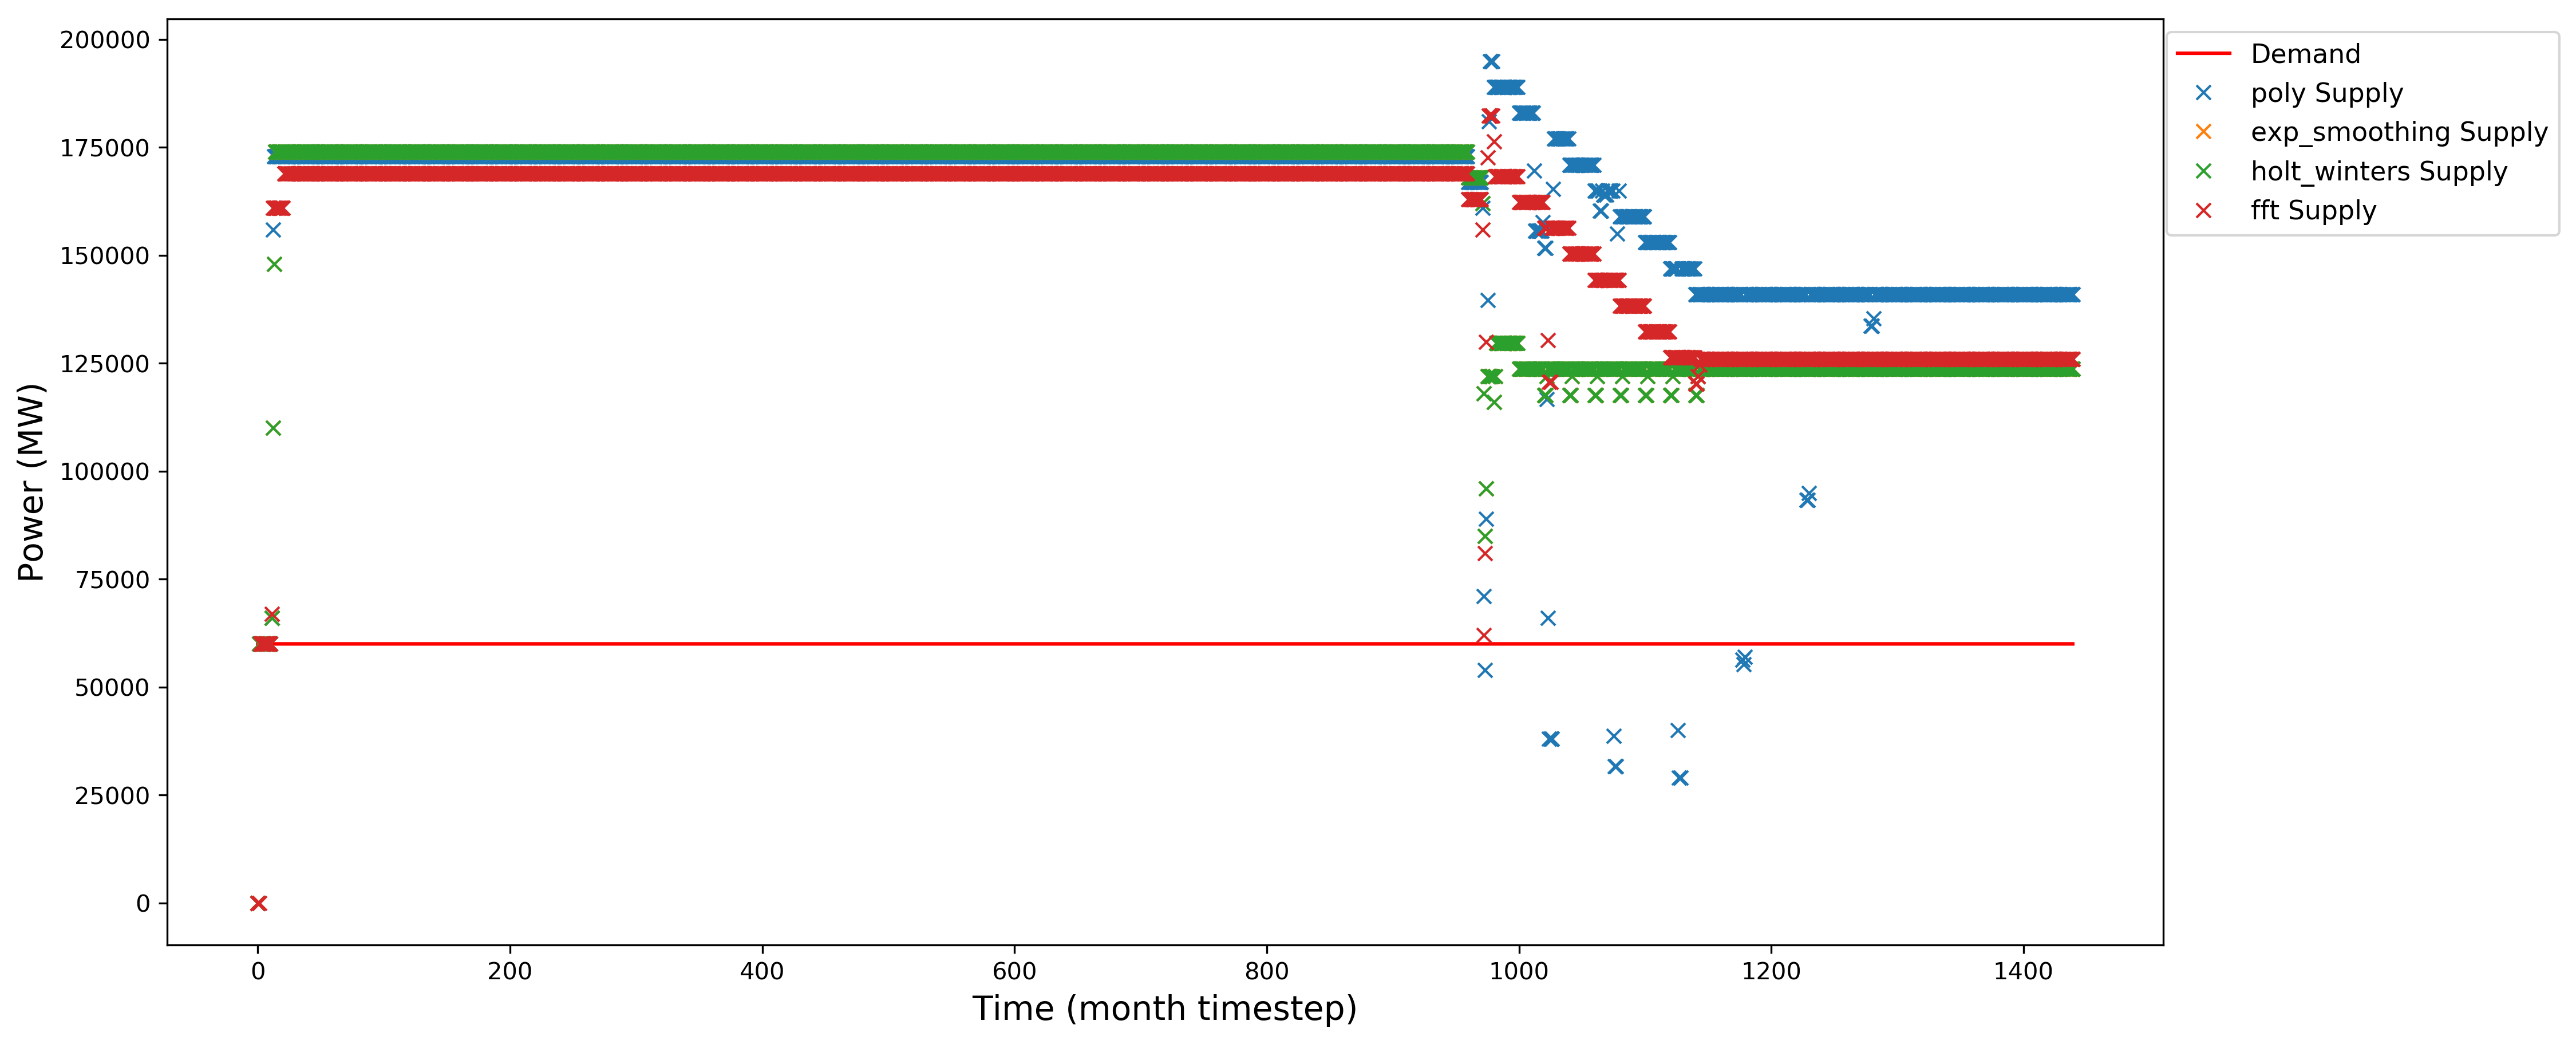 200000
175000
150000
125000
100000
75000
50000
25000
0
Power (MW)
0 200 400 600 800 1000 1200 1400
Time (month timestep)
Demand
poly Supply
exp_smoothing Supply
holt_winters Supply
fft Supply